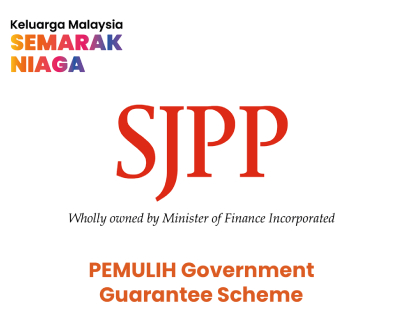 Keluarga Malaysia
SEMARAK
NIAGA
SJPP
Wholly owned by Minister of Finance Incorporated
PEMULIH Government
Guarantee Scheme